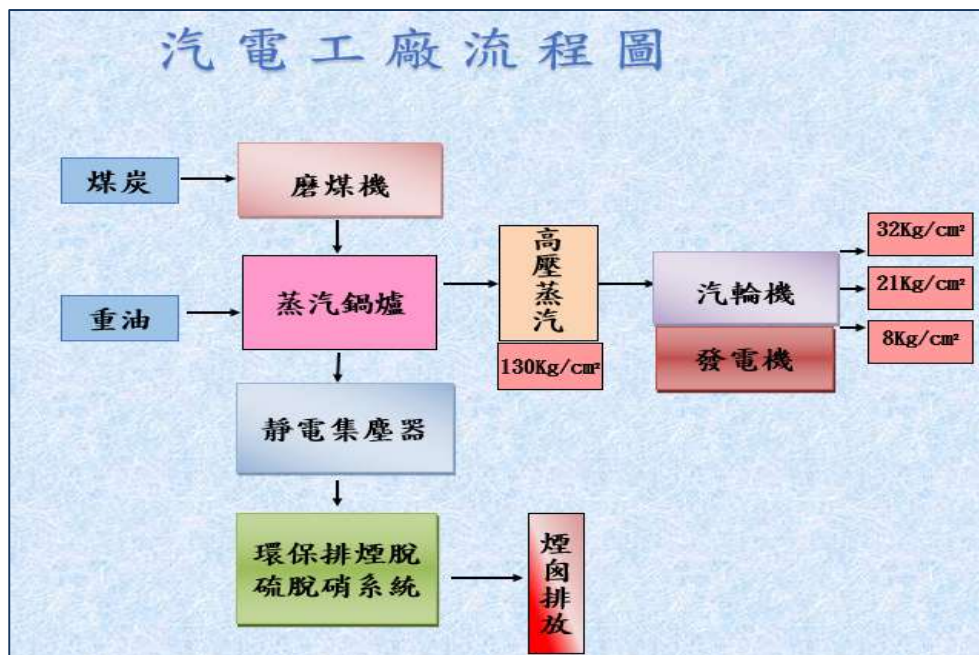 汽電工廠流程圖
煤炭
磨煤機
重油
蒸汽鍋爐
高壓蒸汽
130Kg/cm²
汽輪機
發電機
32Kg/cm²
21Kg/cm²
8Kg/cm²
靜電集塵器
環保排煙脫
硫脫硝系統
煙囪排放